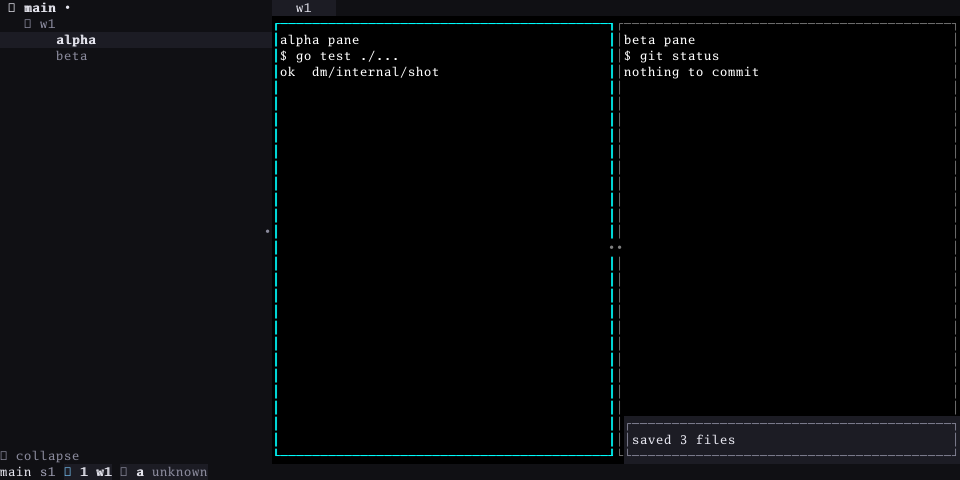 main •
w1
alpha
beta
collapse
w1
alpha pane
$ go test ./...
ok  dm/internal/shot
beta pane
$ git status
nothing to commit
saved 3 files
main s1 1 w1 a unknown